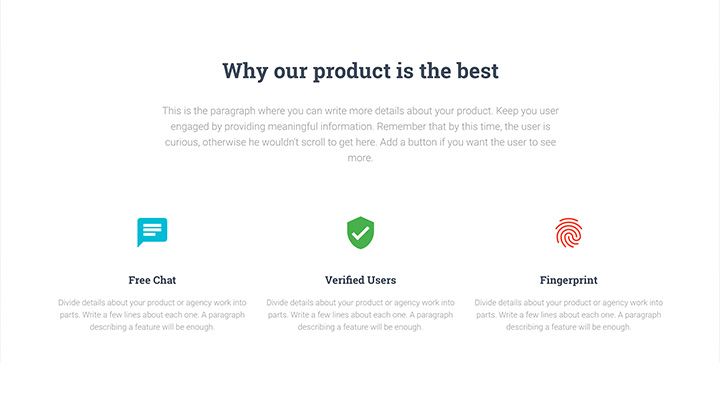 Why our product is the best
This is the paragraph where you can write more details about your product. Keep you user
engaged by providing meaningful information. Remember that by this time, the user is
curious, otherwise he wouldn't scroll to get here. Add a button if you want the user to see
more.
Free Chat
Divide details about your product or agency work into
parts. Write a few lines about each one. A paragraph
describing a feature will be enough.
Verified Users
Divide details about your product or agency work into
parts. Write a few lines about each one. A paragraph
describing a feature will be enough.
Fingerprint
Divide details about your product or agency work into
parts. Write a few lines about each one. A paragraph
describing a feature will be enough.